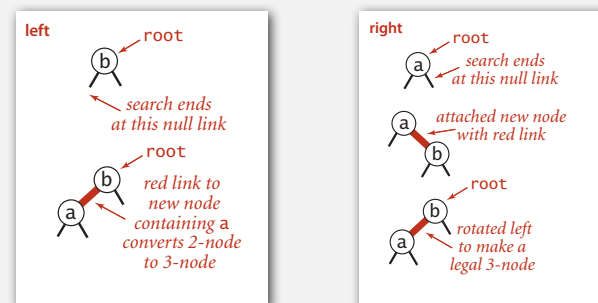 left
root
b
search ends
at this null link
root
b
red link to
new node
a
containing a
converts 2-node
to 3-node
right
root
a
search ends
at this null link
attached new node
a
with red link
b
root
b
rotated left
a
to make a
legal 3-node